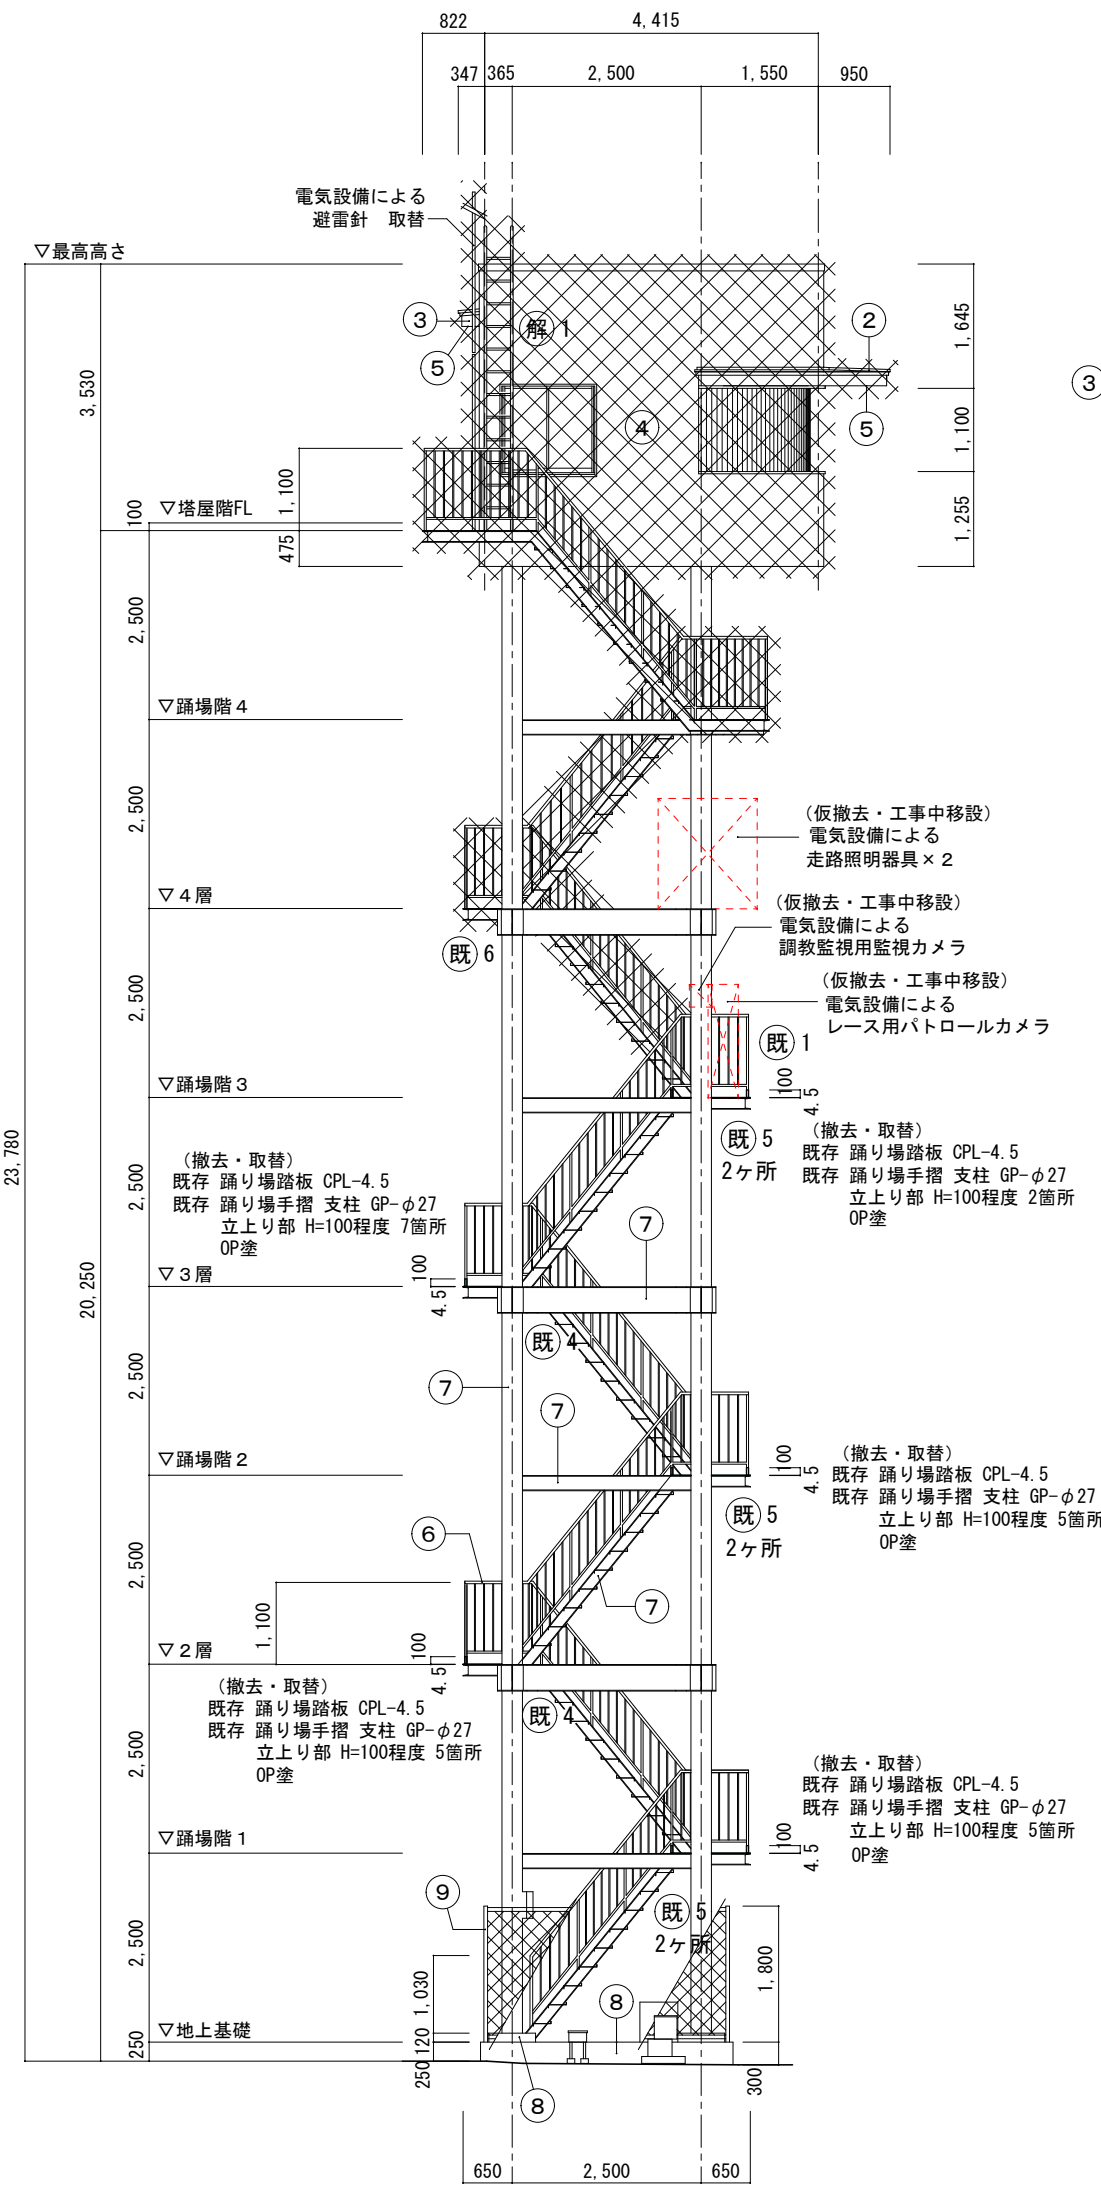 822
4,415
347
365
2,500
1,550
950
電気設備による
避雷針 取替
▽最高高さ
③
解 1
②
1,645
⑤
③
3,530
④
⑤
1,100
1,100
▽塔屋階FL
100
475
1,255
2,500
▽踊場階４
2,500
(仮撤去・工事中移設)
電気設備による
走路照明器具×２
▽４層
既 6
(仮撤去・工事中移設)
電気設備による
調教監視用監視カメラ
2,500
(仮撤去・工事中移設)
電気設備による
レース用パトロールカメラ
既 1
▽踊場階３
100
4.5
23,780
既 5
2ヶ所
(撤去・取替)
既存 踊り場踏板 CPL-4.5
既存 踊り場手摺 支柱 GP-φ27
立上り部 H=100程度 2箇所
OP塗
(撤去・取替)
既存 踊り場踏板 CPL-4.5
既存 踊り場手摺 支柱 GP-φ27
立上り部 H=100程度 7箇所
OP塗
2,500
⑦
▽３層
100
4.5
20,250
既 4
2,500
⑦
⑦
▽踊場階２
100
4.5
(撤去・取替)
既存 踊り場踏板 CPL-4.5
既存 踊り場手摺 支柱 GP-φ27
立上り部 H=100程度 5箇所
OP塗
既 5
2ヶ所
⑥
2,500
⑦
1,100
▽２層
100
4.5
(撤去・取替)
既存 踊り場踏板 CPL-4.5
既存 踊り場手摺 支柱 GP-φ27
立上り部 H=100程度 5箇所
OP塗
既 4
2,500
(撤去・取替)
既存 踊り場踏板 CPL-4.5
既存 踊り場手摺 支柱 GP-φ27
立上り部 H=100程度 5箇所
OP塗
▽踊場階１
100
4.5
⑨
既 5
2ヶ所
2,500
1,030
1,800
⑧
▽地上基礎
250
120
250
300
⑧
650
2,500
650